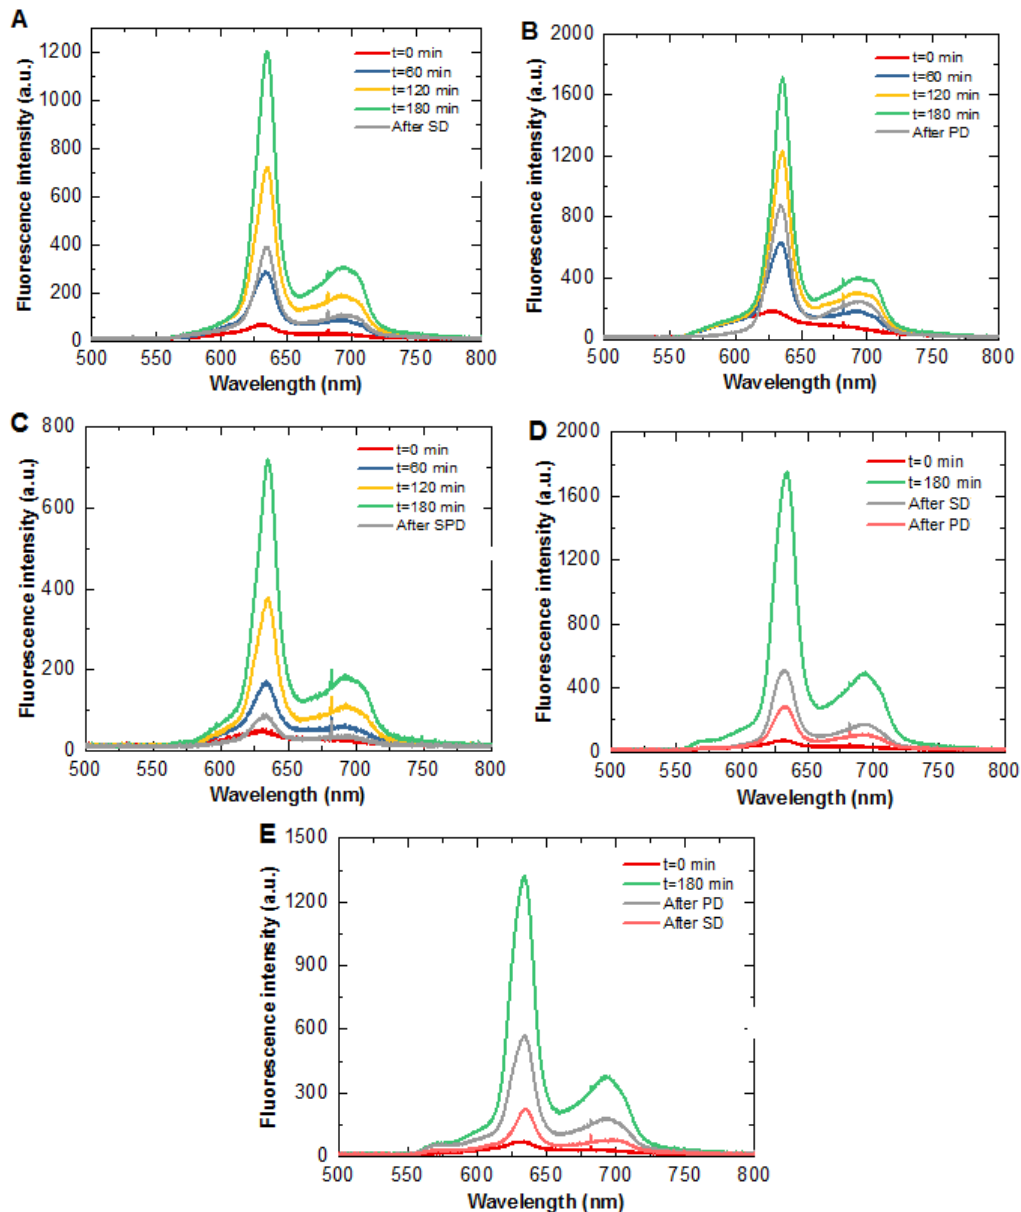 A
Fluorescence intensity (a.u.)
1200
1000
800
600
400
200
0
t=0 min
t=60 min
t=120 min
t=180 min
After SD
500 550 600 650 700 750 800
Wavelength (nm)
B
Fluorescence intensity (a.u.)
2000
1600
1200
800
400
0
t=0 min
t=60 min
t=120 min
t=180 min
After PD
500 550 600 650 700 750 800
Wavelength (nm)
C
Fluorescence intensity (a.u.)
800
600
400
200
0
t=0 min
t=60 min
t=120 min
t=180 min
After SPD
500 550 600 650 700 750 800
Wavelength (nm)
D
Fluorescence intensity (a.u.)
2000
1600
1200
800
400
0
t=0 min
t=180 min
After SD
After PD
500 550 600 650 700 750 800
Wavelength (nm)
E
Fluorescence intensity (a.u.)
1500
1200
900
600
300
0
t=0 min
t=180 min
After PD
After SD
500 550 600 650 700 750 800
Wavelength (nm)